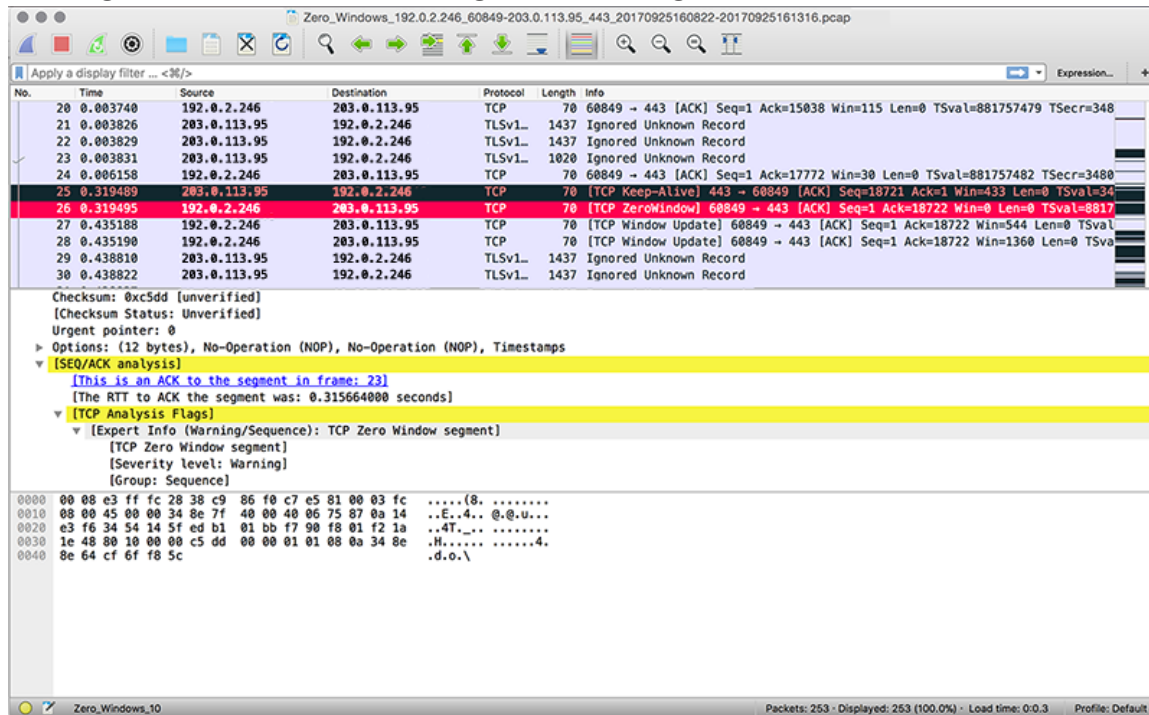 Zero_Windows_192.0.2.246_60849-203.0.113.95_443_20170925160822-20170925161316.pcap
Apply a display filter ... <⌘/> Expression... +
No. Time Source Destination Protocol Length Info
20 0.003740 192.0.2.246 203.0.113.95 TCP 70 60849 → 443 [ACK] Seq=1 Ack=15038 Win=115 Len=0 TSval=881757479 TSecr=348
21 0.003826 203.0.113.95 192.0.2.246 TLSv1… 1437 Ignored Unknown Record
22 0.003829 203.0.113.95 192.0.2.246 TLSv1… 1437 Ignored Unknown Record
23 0.003831 203.0.113.95 192.0.2.246 TLSv1… 1020 Ignored Unknown Record
24 0.006158 192.0.2.246 203.0.113.95 TCP 70 60849 → 443 [ACK] Seq=1 Ack=17772 Win=30 Len=0 TSval=881757482 TSecr=3480
25 0.319489 203.0.113.95 192.0.2.246 TCP 70 [TCP Keep-Alive] 443 → 60849 [ACK] Seq=18721 Ack=1 Win=433 Len=0 TSval=34
26 0.319495 192.0.2.246 203.0.113.95 TCP 70 [TCP ZeroWindow] 60849 → 443 [ACK] Seq=1 Ack=18722 Win=0 Len=0 TSval=8817
27 0.435188 192.0.2.246 203.0.113.95 TCP 70 [TCP Window Update] 60849 → 443 [ACK] Seq=1 Ack=18722 Win=544 Len=0 TSval
28 0.435190 192.0.2.246 203.0.113.95 TCP 70 [TCP Window Update] 60849 → 443 [ACK] Seq=1 Ack=18722 Win=1360 Len=0 TSva
29 0.438810 203.0.113.95 192.0.2.246 TLSv1… 1437 Ignored Unknown Record
30 0.438822 203.0.113.95 192.0.2.246 TLSv1… 1437 Ignored Unknown Record
Checksum: 0xc5dd [unverified]
[Checksum Status: Unverified]
Urgent pointer: 0
Options: (12 bytes), No-Operation (NOP), No-Operation (NOP), Timestamps
[SEQ/ACK analysis]
[This is an ACK to the segment in frame: 23]
[The RTT to ACK the segment was: 0.315664000 seconds]
[TCP Analysis Flags]
[Expert Info (Warning/Sequence): TCP Zero Window segment]
[TCP Zero Window segment]
[Severity level: Warning]
[Group: Sequence]
0000 00 08 e3 ff fc 28 38 c9 86 f0 c7 e5 81 00 03 fc .....(8. ........
0010 08 00 45 00 00 34 8e 7f 40 00 40 06 75 87 0a 14 ..E..4.. @.@.u...
0020 e3 f6 34 54 14 5f ed b1 01 bb f7 90 f8 01 f2 1a ..4T._.. ........
0030 1e 48 80 10 00 00 c5 dd 00 00 01 01 08 0a 34 8e .H...... ......4.
0040 8e 64 cf 6f f8 5c .d.o.\
Zero_Windows_10 Packets: 253 · Displayed: 253 (100.0%) · Load time: 0:0.3 Profile: Default